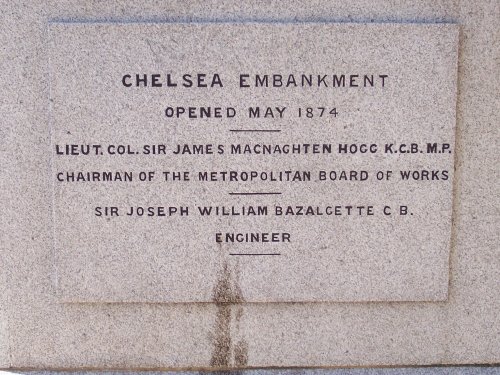 CHELSEA EMBANKMENT
OPENED MAY 1874
LIEUT. COL. SIR JAMES MACNAGHTEN HOGG K.C.B. M.P.
CHAIRMAN OF THE METROPOLITAN BOARD OF WORKS
SIR JOSEPH WILLIAM BAZALGETTE C B.
ENGINEER